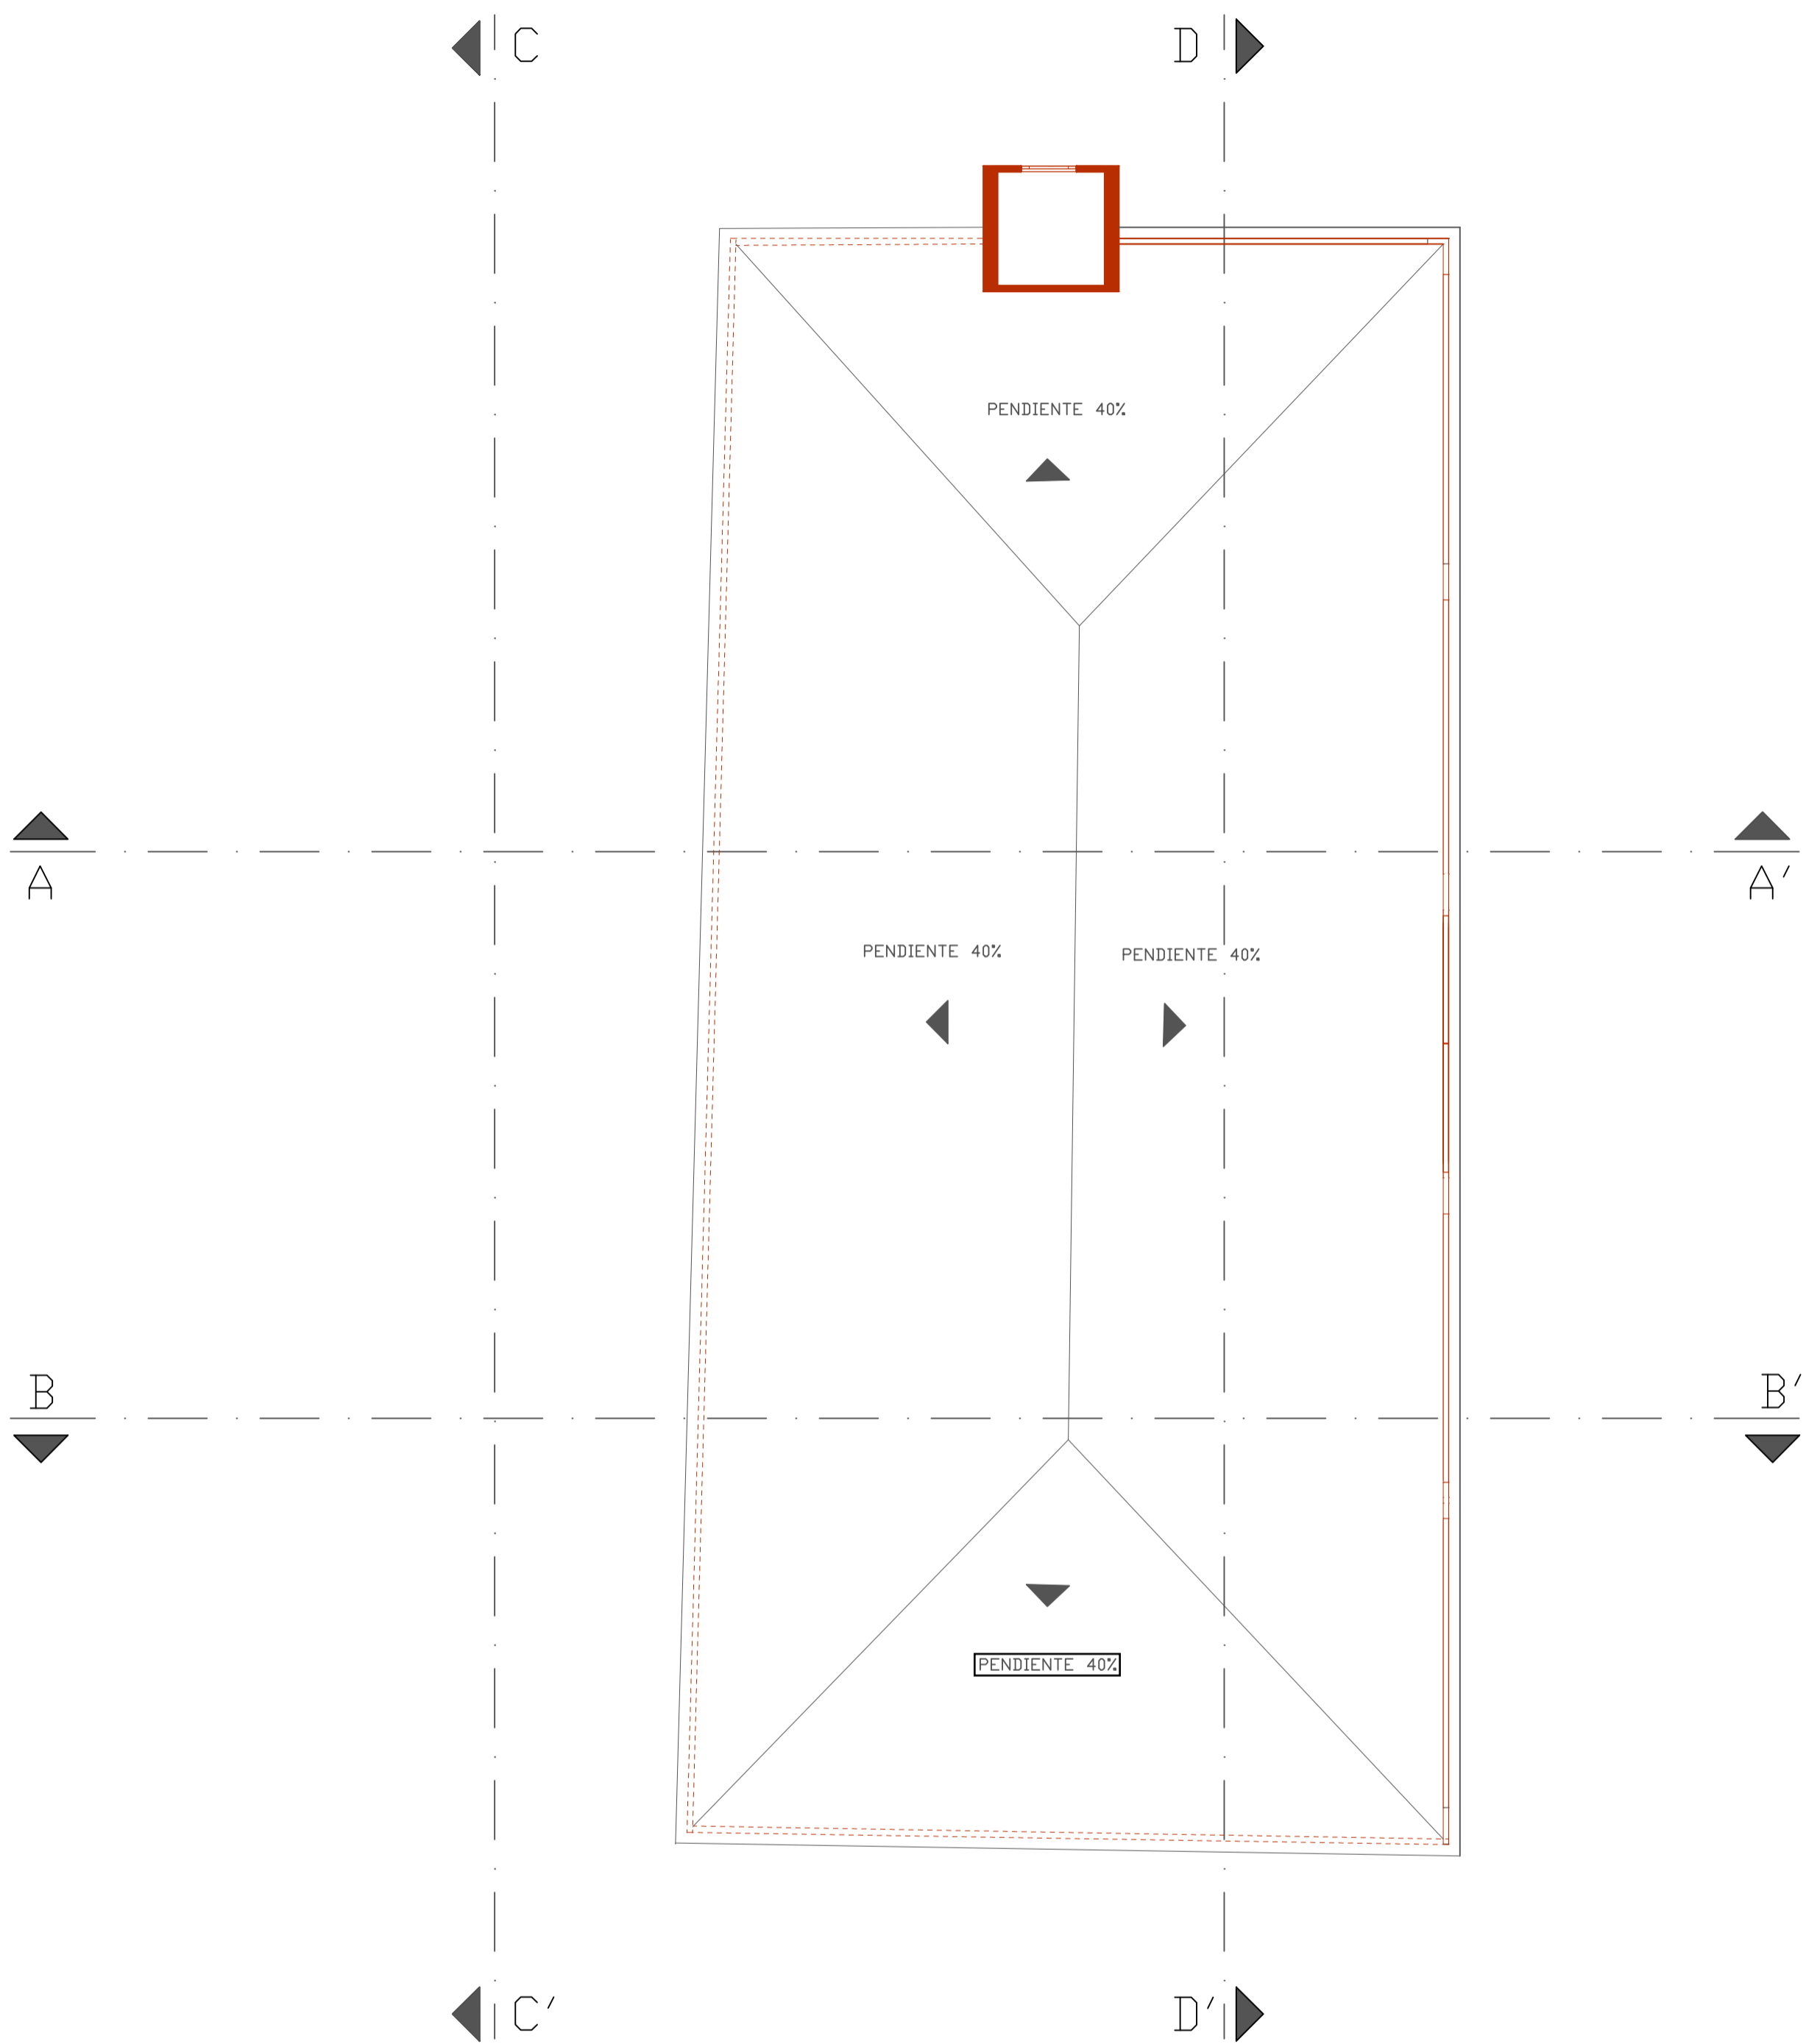 C
D
PENDIENTE 40%
A
A'
PENDIENTE 40%
PENDIENTE 40%
B
B'
PENDIENTE 40%
C'
D'